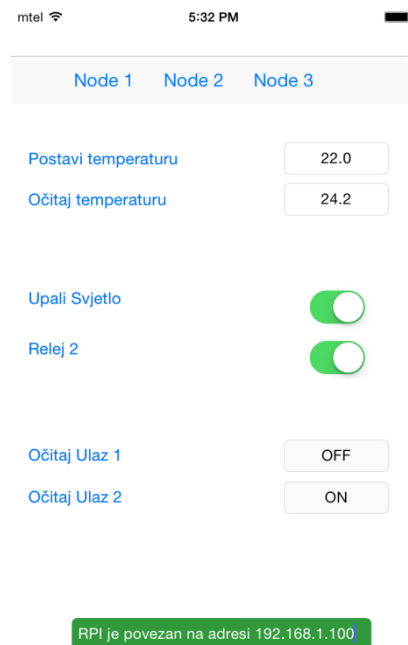 mtel 5:32 PM
Node 1 Node 2 Node 3
Postavi temperaturu 22.0
Očitaj temperaturu 24.2
Upali Svjetlo
Relej 2
Očitaj Ulaz 1 OFF
Očitaj Ulaz 2 ON
RPI je povezan na adresi 192.168.1.100